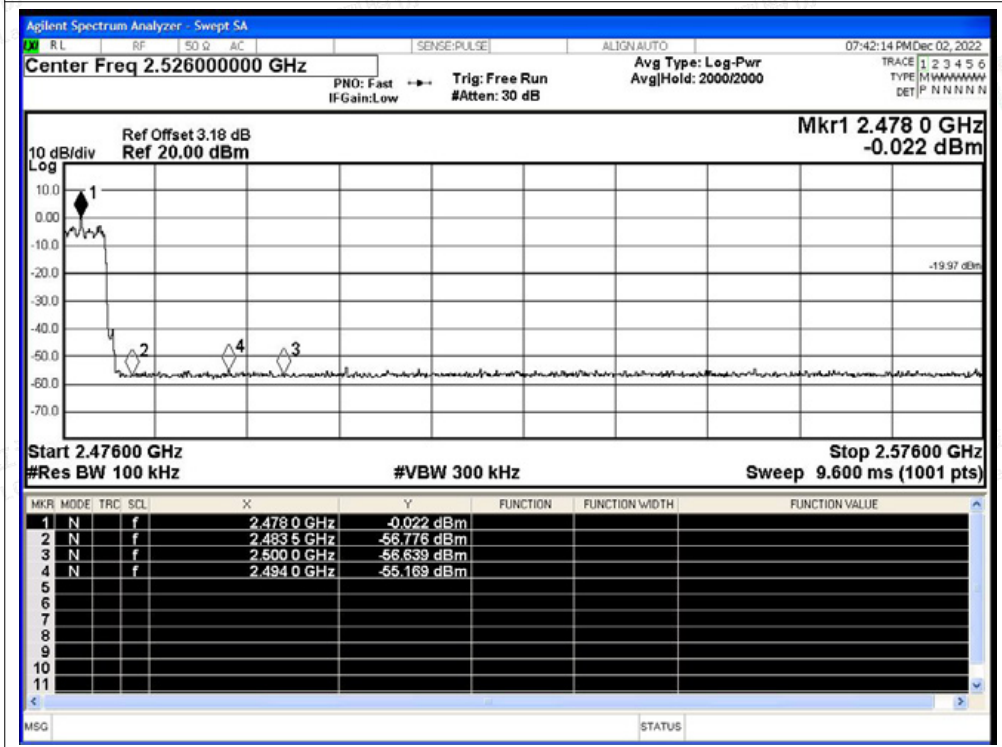 Agilent Spectrum Analyzer - Swept SA
LXI RL RF 50 Ω AC SENSE:PULSE ALIGN AUTO 07:42:14 PM Dec 02, 2022
Center Freq 2.526000000 GHz
PNO: Fast
IFGain:Low
Trig: Free Run
#Atten: 30 dB
Avg Type: Log-Pwr
Avg|Hold: 2000/2000
TRACE 1 2 3 4 5 6
TYPE M WWWWW
DET P N N N N N
Mkr1 2.478 0 GHz
-0.022 dBm
Ref Offset 3.18 dB
10 dB/div Ref 20.00 dBm
Log
10.0
0.00
-10.0
-20.0
-30.0
-40.0
-50.0
-60.0
-70.0
1
-19.97 dBm
2
4
3
Start 2.47600 GHz Stop 2.57600 GHz
#Res BW 100 kHz #VBW 300 kHz Sweep 9.600 ms (1001 pts)
MKR MODE TRC SCL X Y FUNCTION FUNCTION WIDTH FUNCTION VALUE
1 N f 2.478 0 GHz -0.022 dBm
2 N f 2.483 5 GHz -56.776 dBm
3 N f 2.500 0 GHz -56.639 dBm
4 N f 2.494 0 GHz -55.169 dBm
5
6
7
8
9
10
11
MSG STATUS